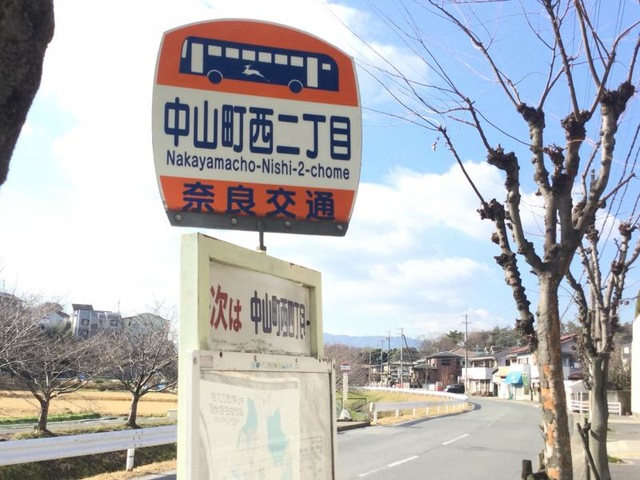 中山町西二丁目
Nakayamacho-Nishi-2-chome
奈良交通
次は 中山町西四丁目